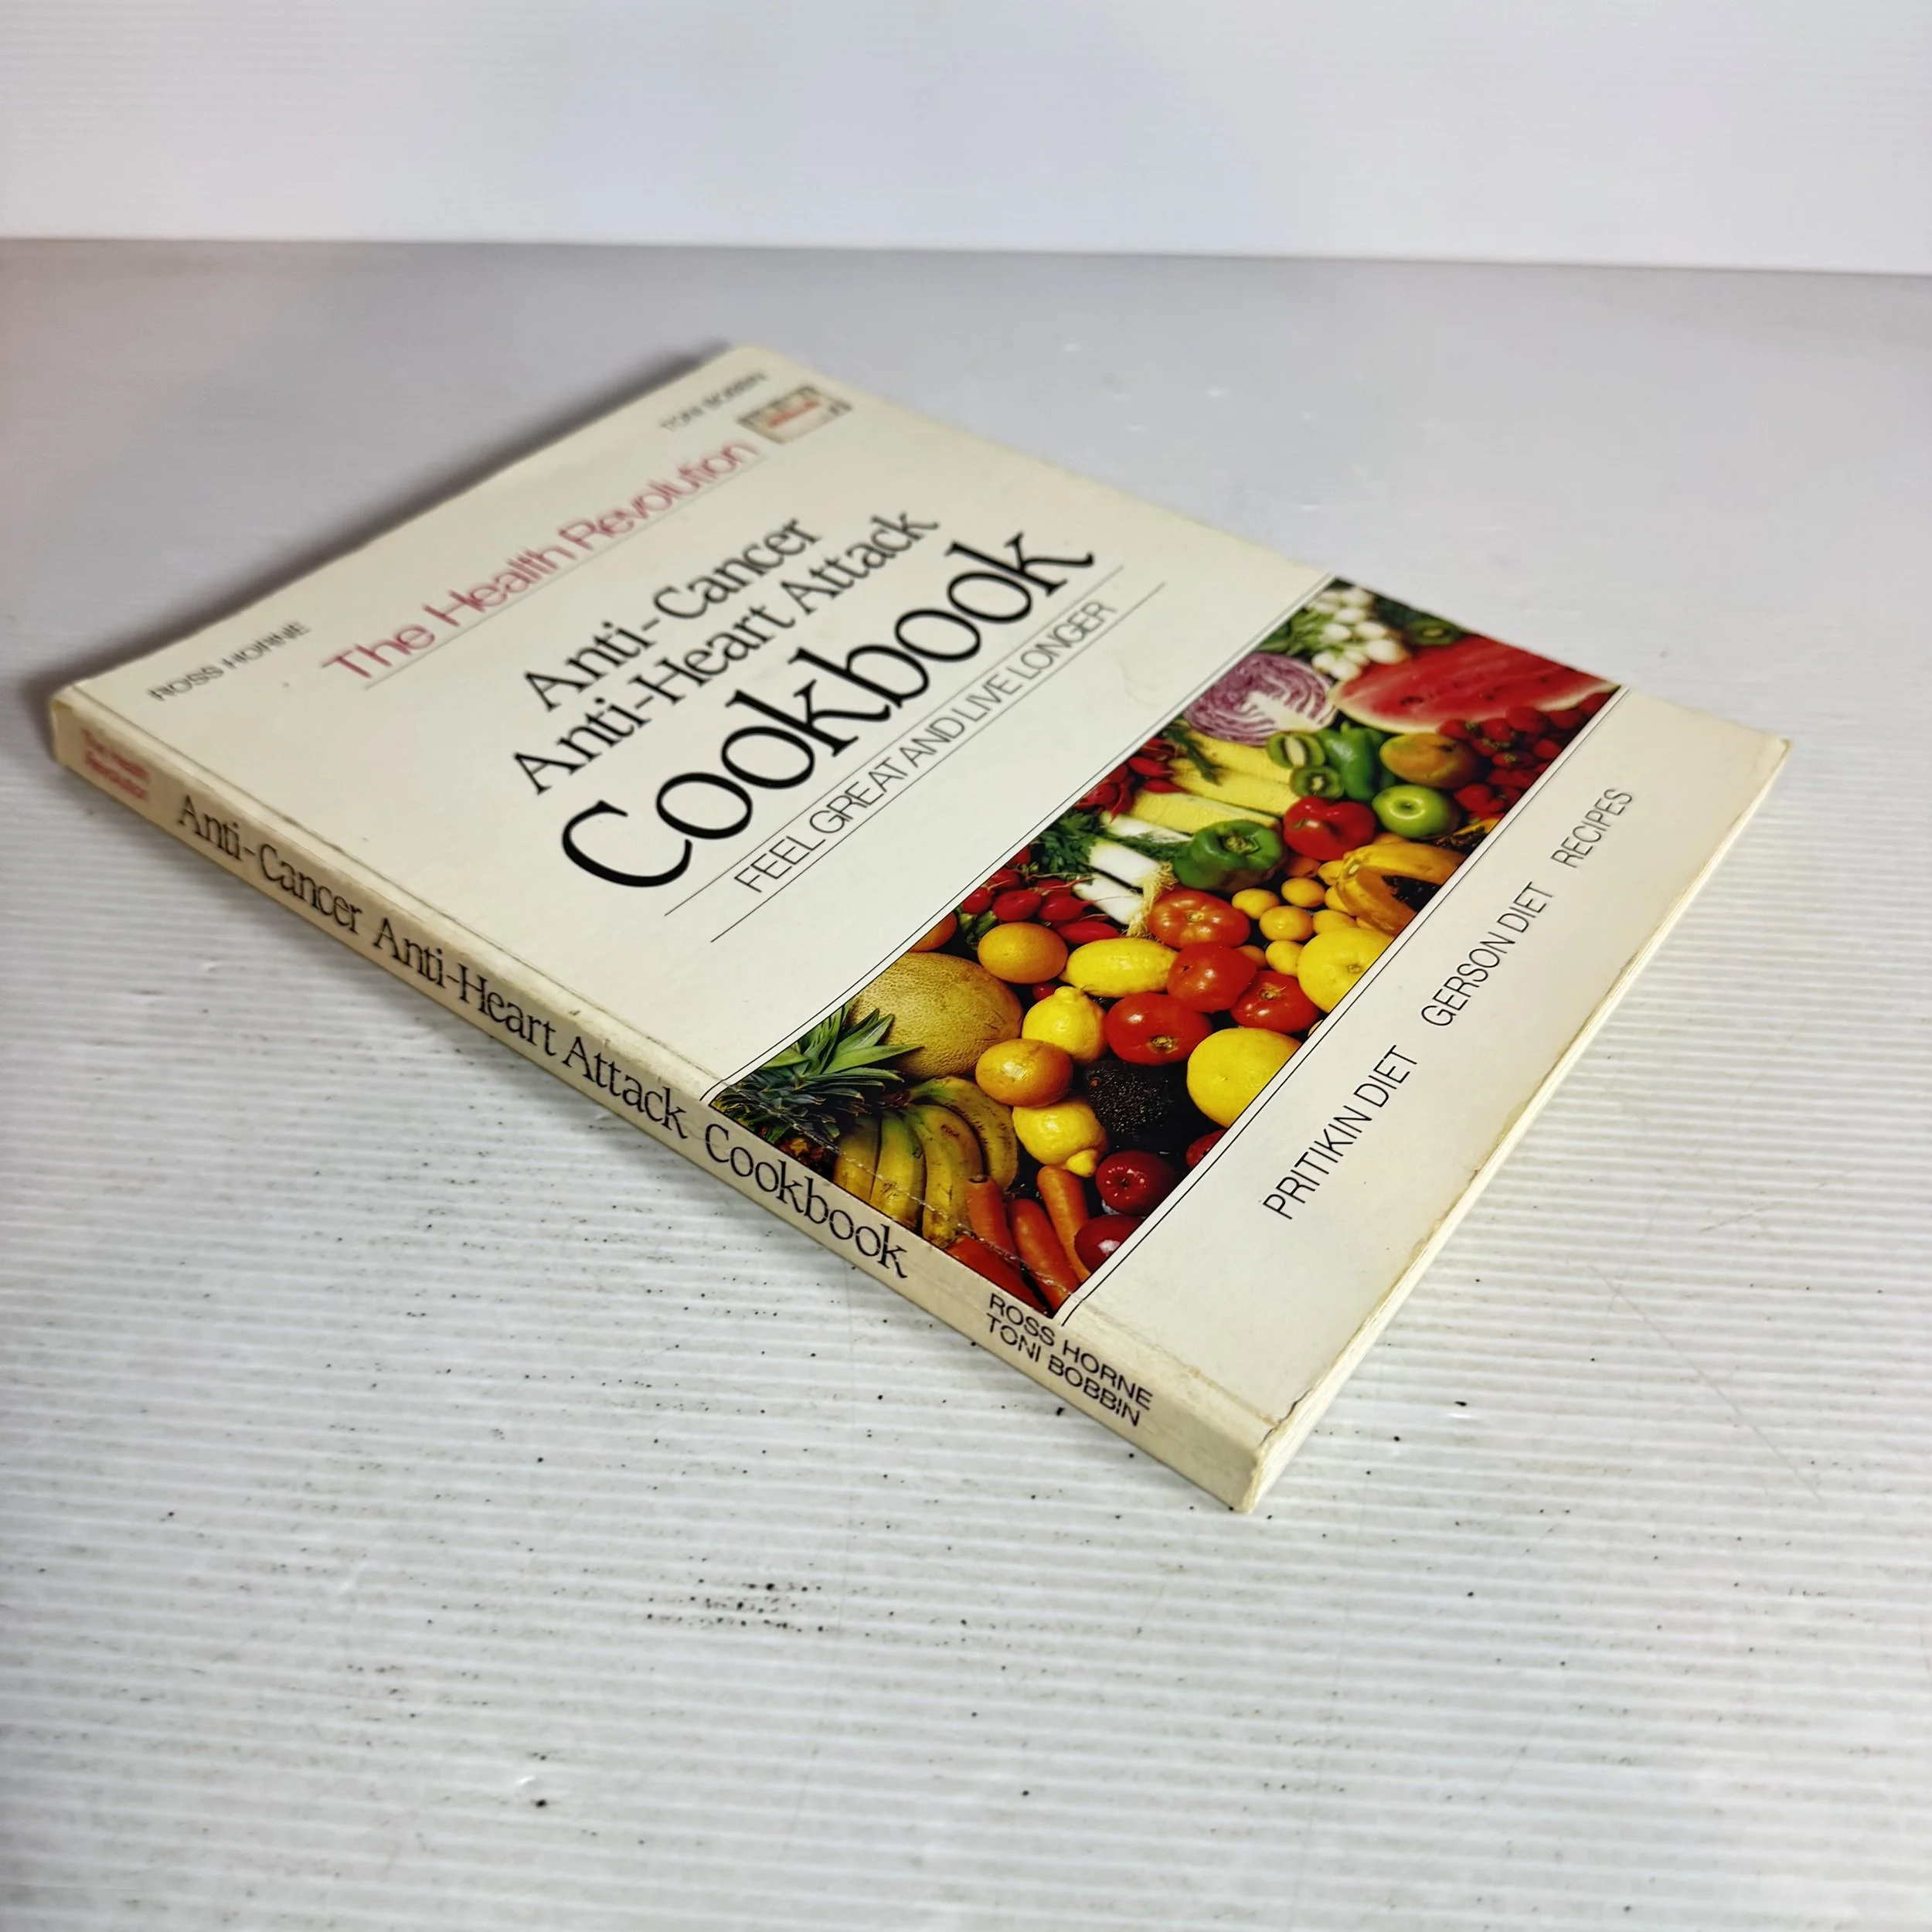 ROSS HORNE
TONI BOBBIN
The Health Revolution
Anti-Cancer
Anti-Heart Attack
Cookbook
FEEL GREAT AND LIVE LONGER
PRITIKIN DIET GERSON DIET RECIPES
The Health
Revolution
Anti-Cancer Anti-Heart Attack Cookbook
ROSS HORNE
TONI BOBBIN